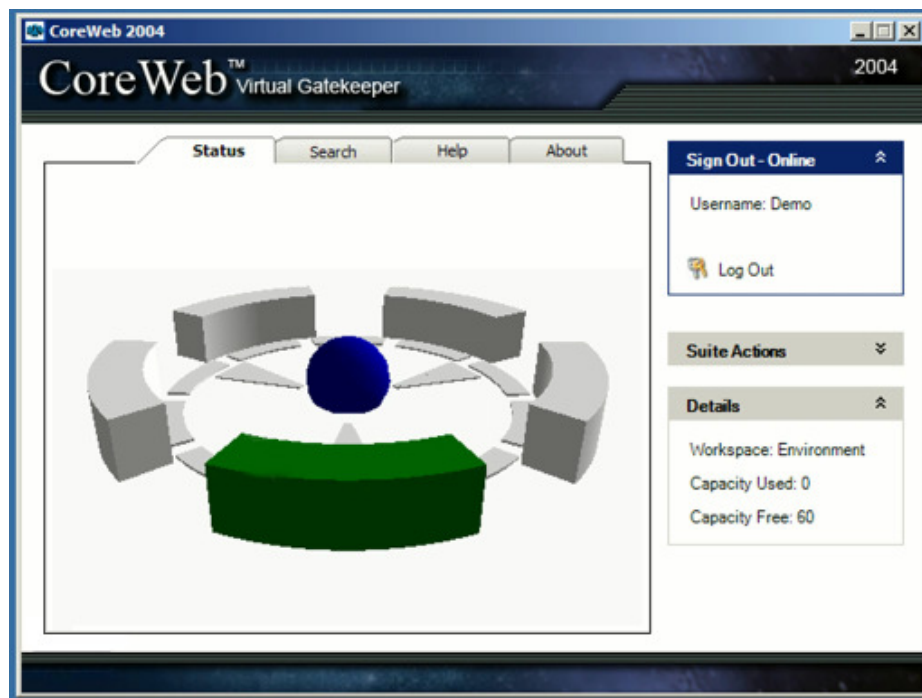 CoreWeb 2004
CoreWeb™ Virtual Gatekeeper
2004
Status
Search
Help
About
Sign Out - Online
Username: Demo
Log Out
Suite Actions
Details
Workspace: Environment
Capacity Used: 0
Capacity Free: 60